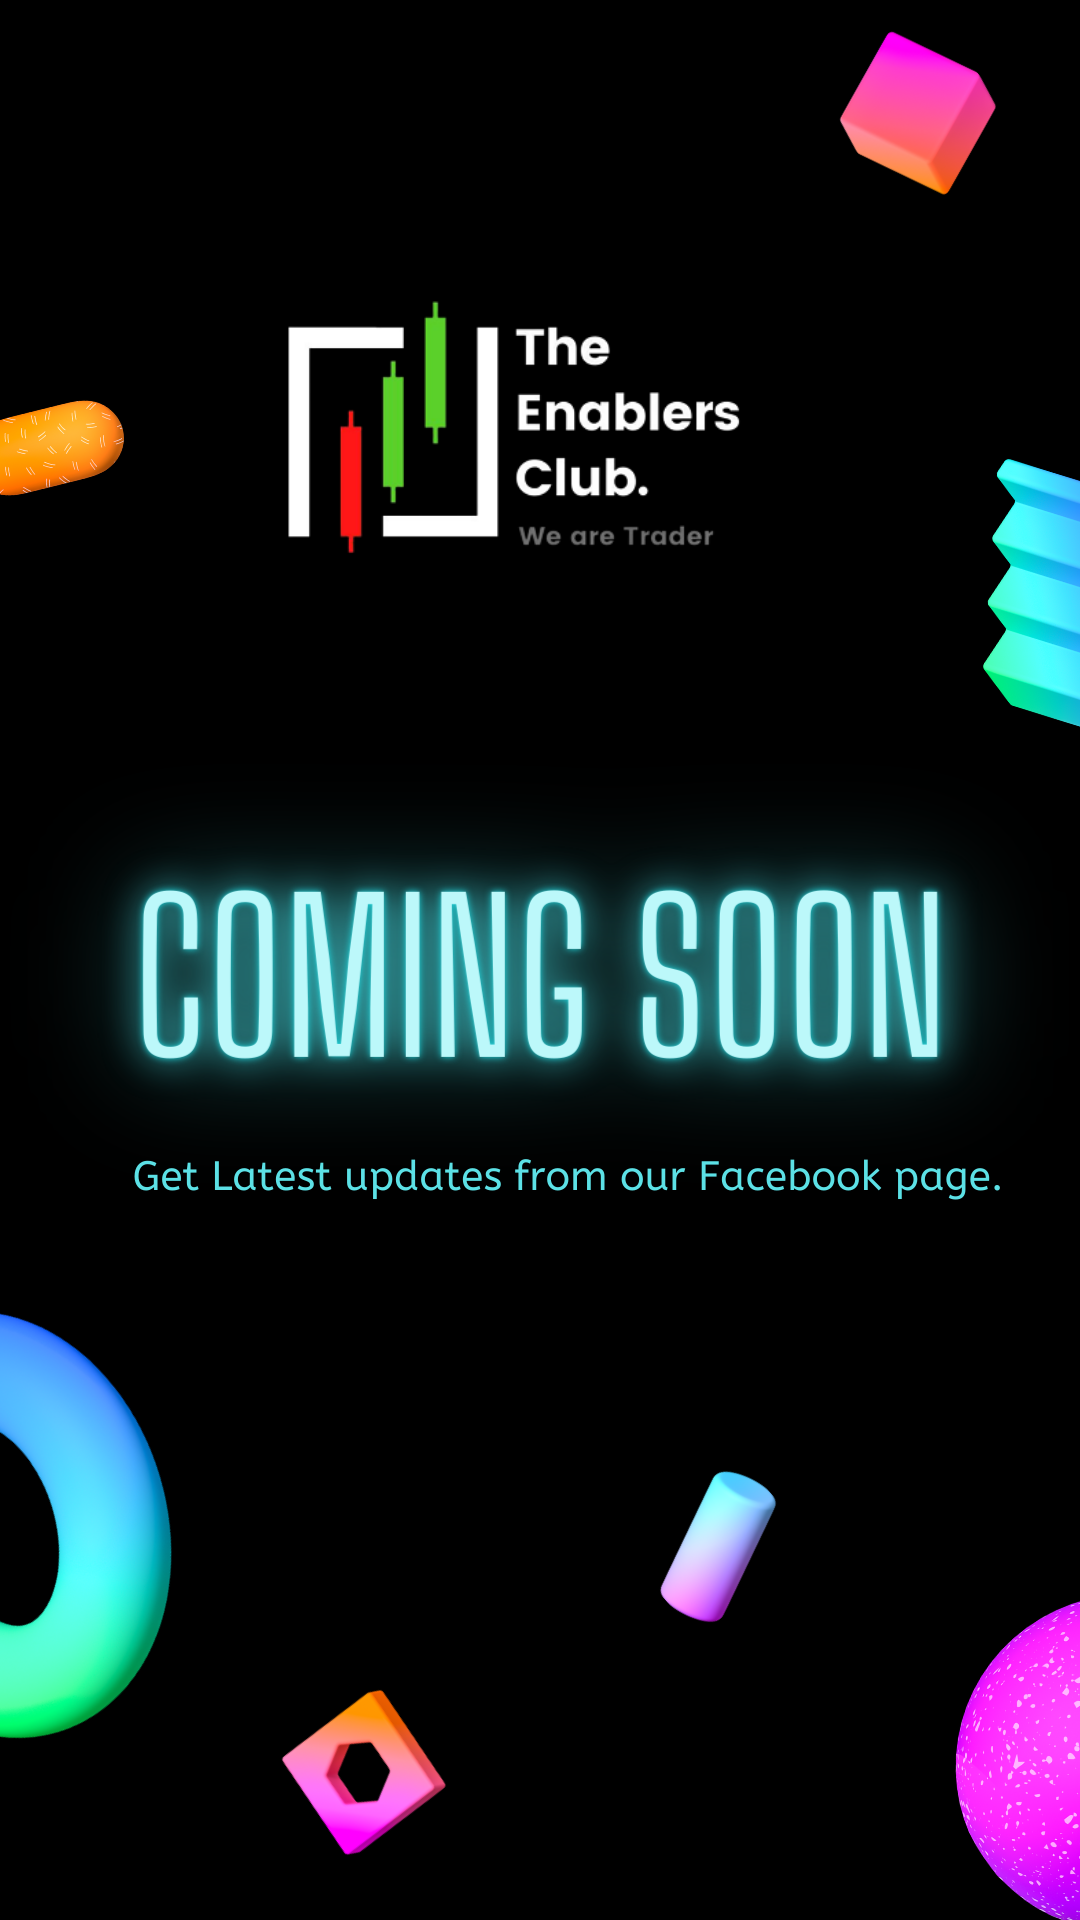 The
Enablers
Club.
We are Trader
COMING SOON
Get Latest updates from our Facebook page.